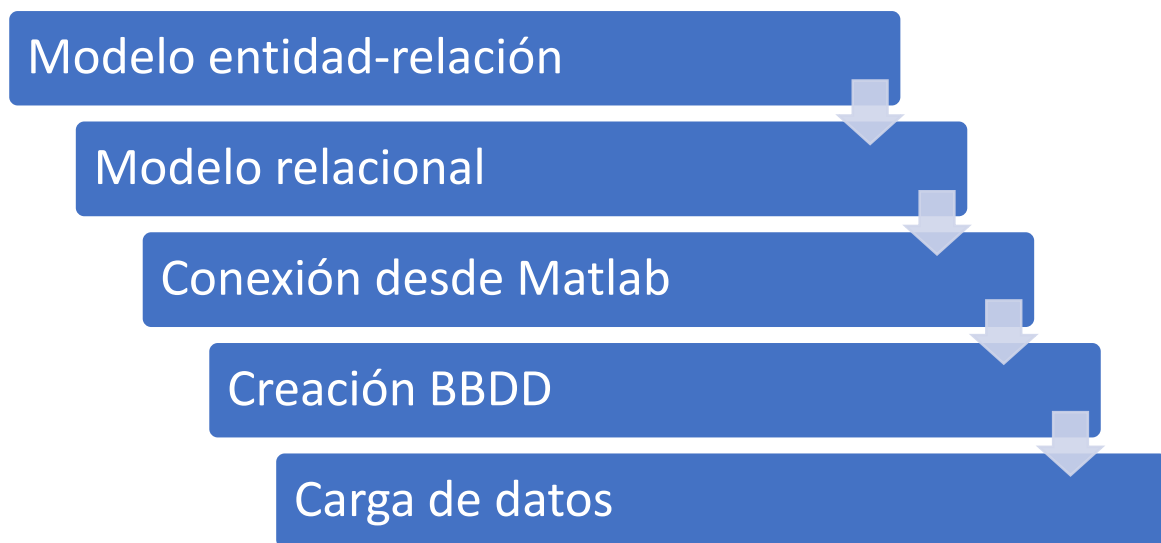 Modelo entidad-relación
Modelo relacional
Conexión desde Matlab
Creación BBDD
Carga de datos